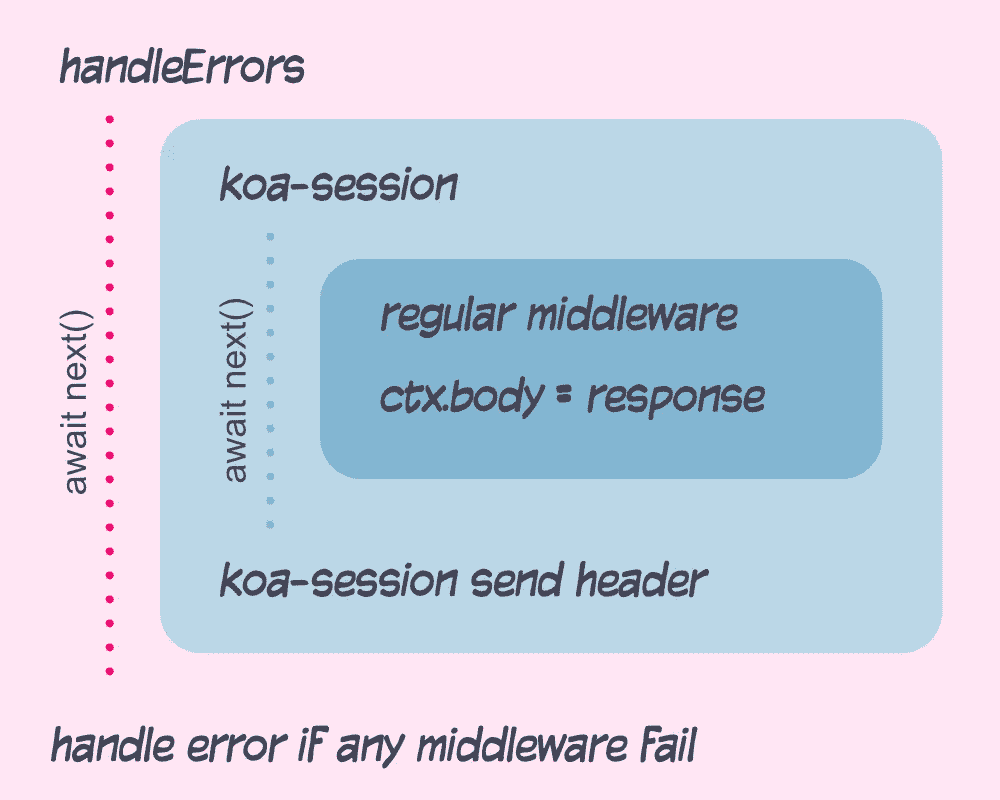 handleErrors
koa-session
regular middleware
ctx.body = response
await next()
await next()
koa-session send header
handle error if any middleware fail